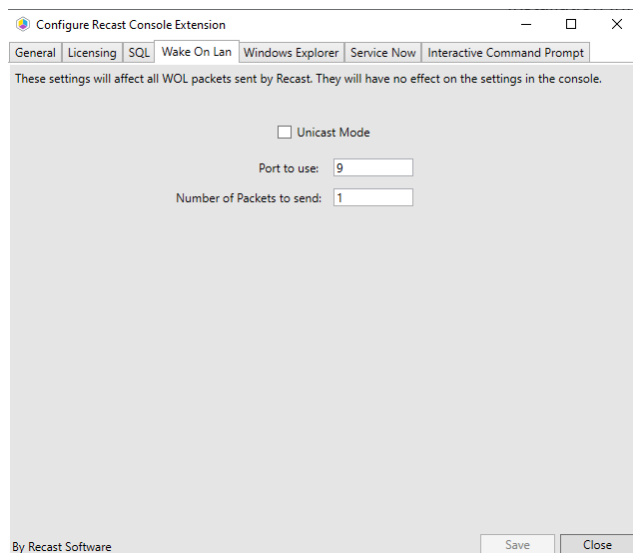 Configure Recast Console Extension
General Licensing SQL Wake On Lan Windows Explorer Service Now Interactive Command Prompt
These settings will affect all WOL packets sent by Recast. They will have no effect on the settings in the console.
Unicast Mode
Port to use: 9
Number of Packets to send: 1
By Recast Software Save Close